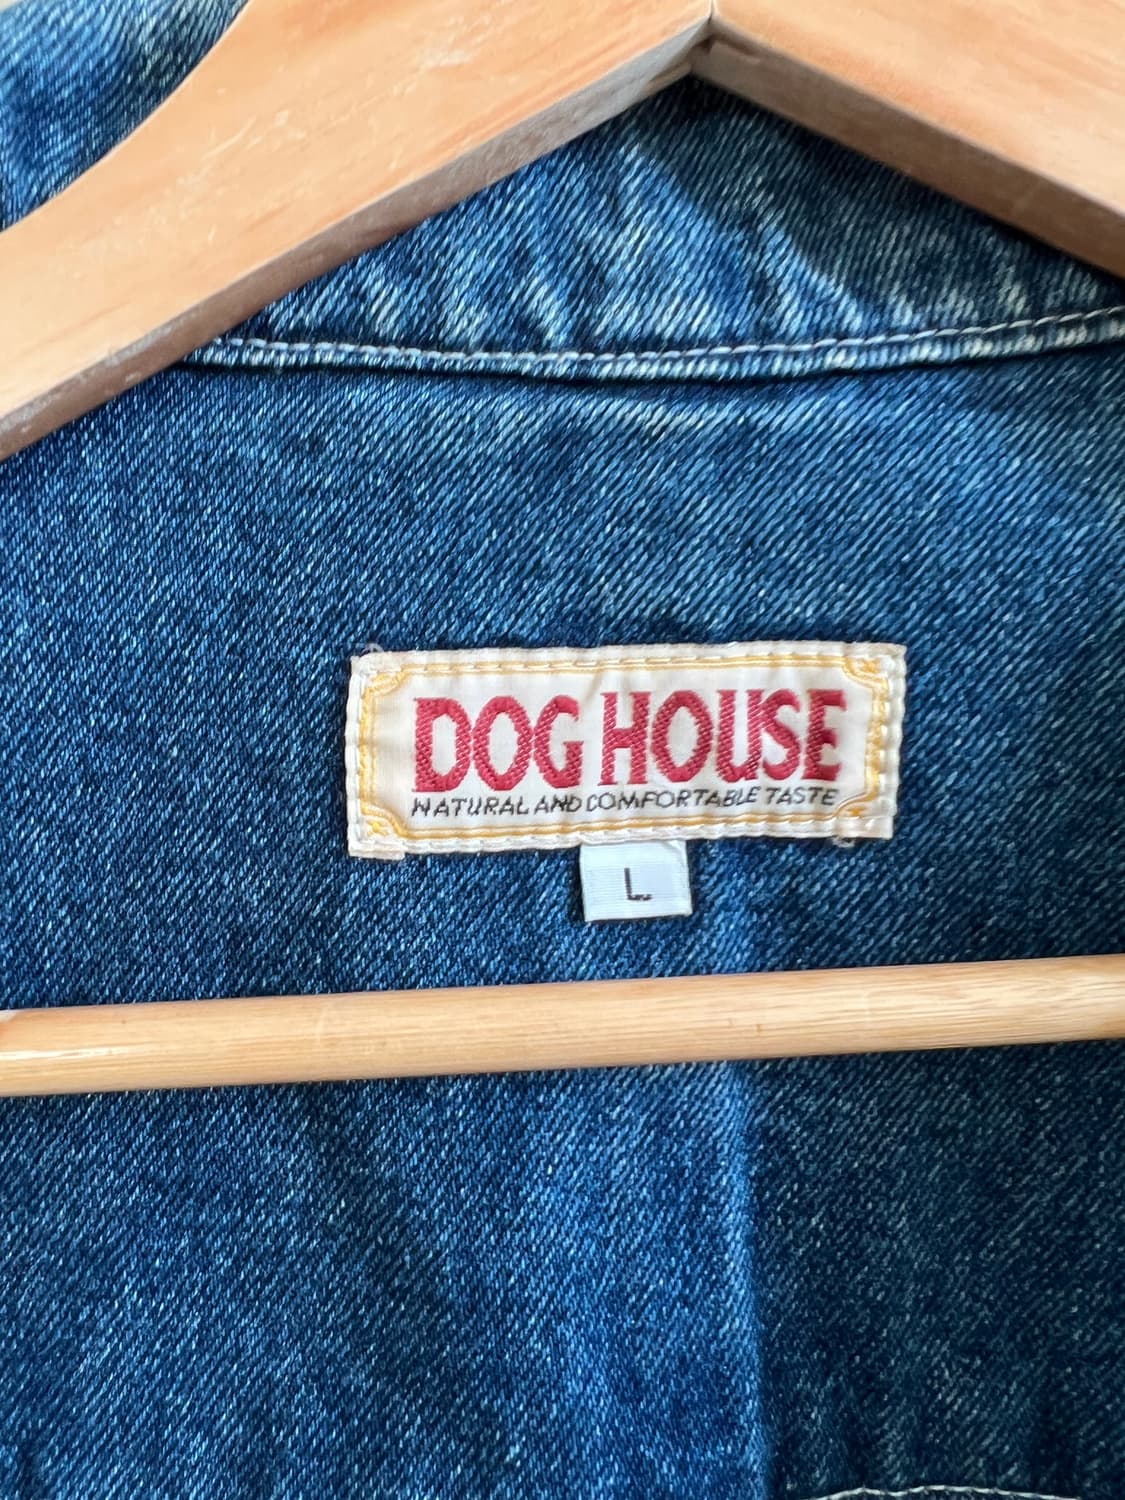 DOG HOUSE
NATURAL AND COMFORTABLE TASTE
L